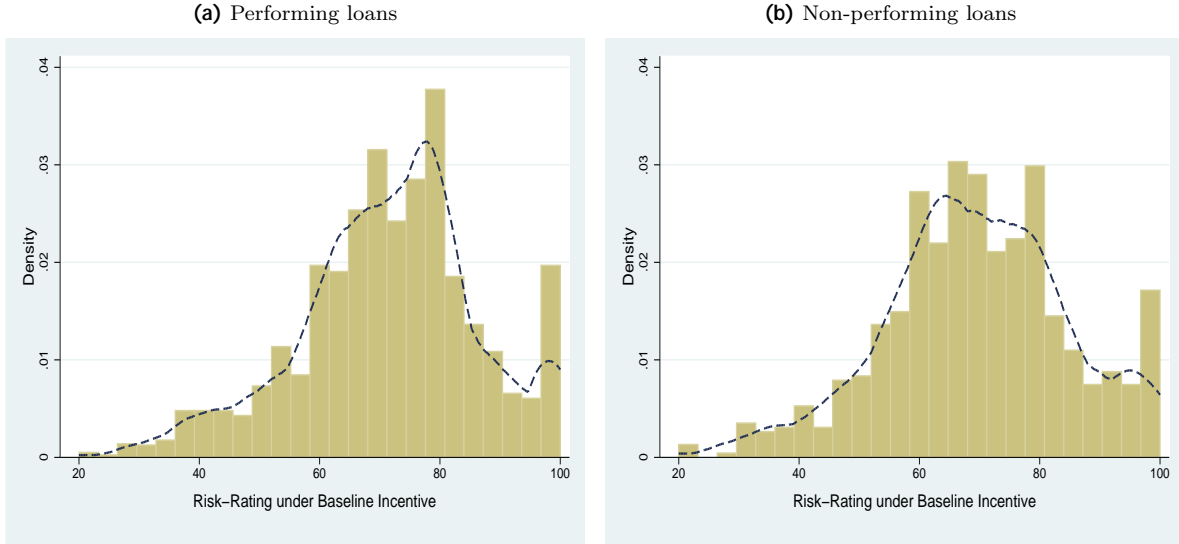 (a) Performing loans
.04
.03
.02
.01
0
Density
20 40 60 80 100
Risk−Rating under Baseline Incentive
(b) Non-performing loans
.04
.03
.02
.01
0
Density
20 40 60 80 100
Risk−Rating under Baseline Incentive